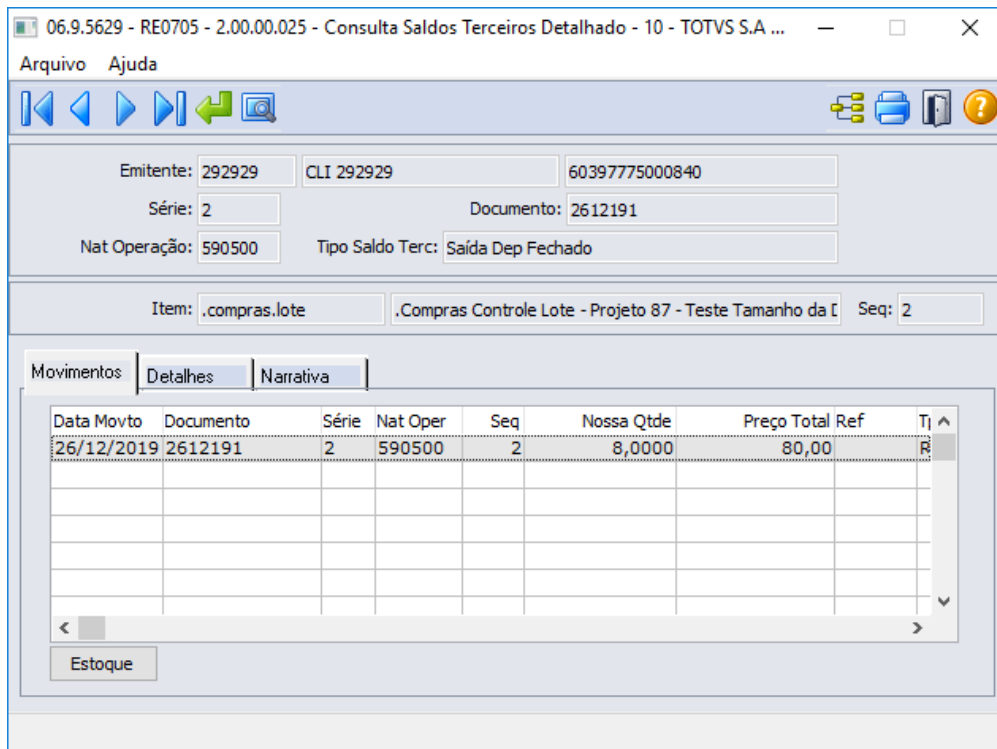 06.9.5629 - RE0705 - 2.00.00.025 - Consulta Saldos Terceiros Detalhado - 10 - TOTVS S.A ...
Arquivo Ajuda
Emitente: 292929 CLI 292929 60397775000840
Série: 2 Documento: 2612191
Nat Operação: 590500 Tipo Saldo Terc: Saída Dep Fechado
Item: .compras.lote .Compras Controle Lote - Projeto 87 - Teste Tamanho da Seq: 2
Movimentos Detalhes Narrativa
Data Movto Documento Série Nat Oper Seq Nossa Qtde Preço Total Ref
26/12/2019 2612191 2 590500 2 8,0000 80,00 R
Estoque